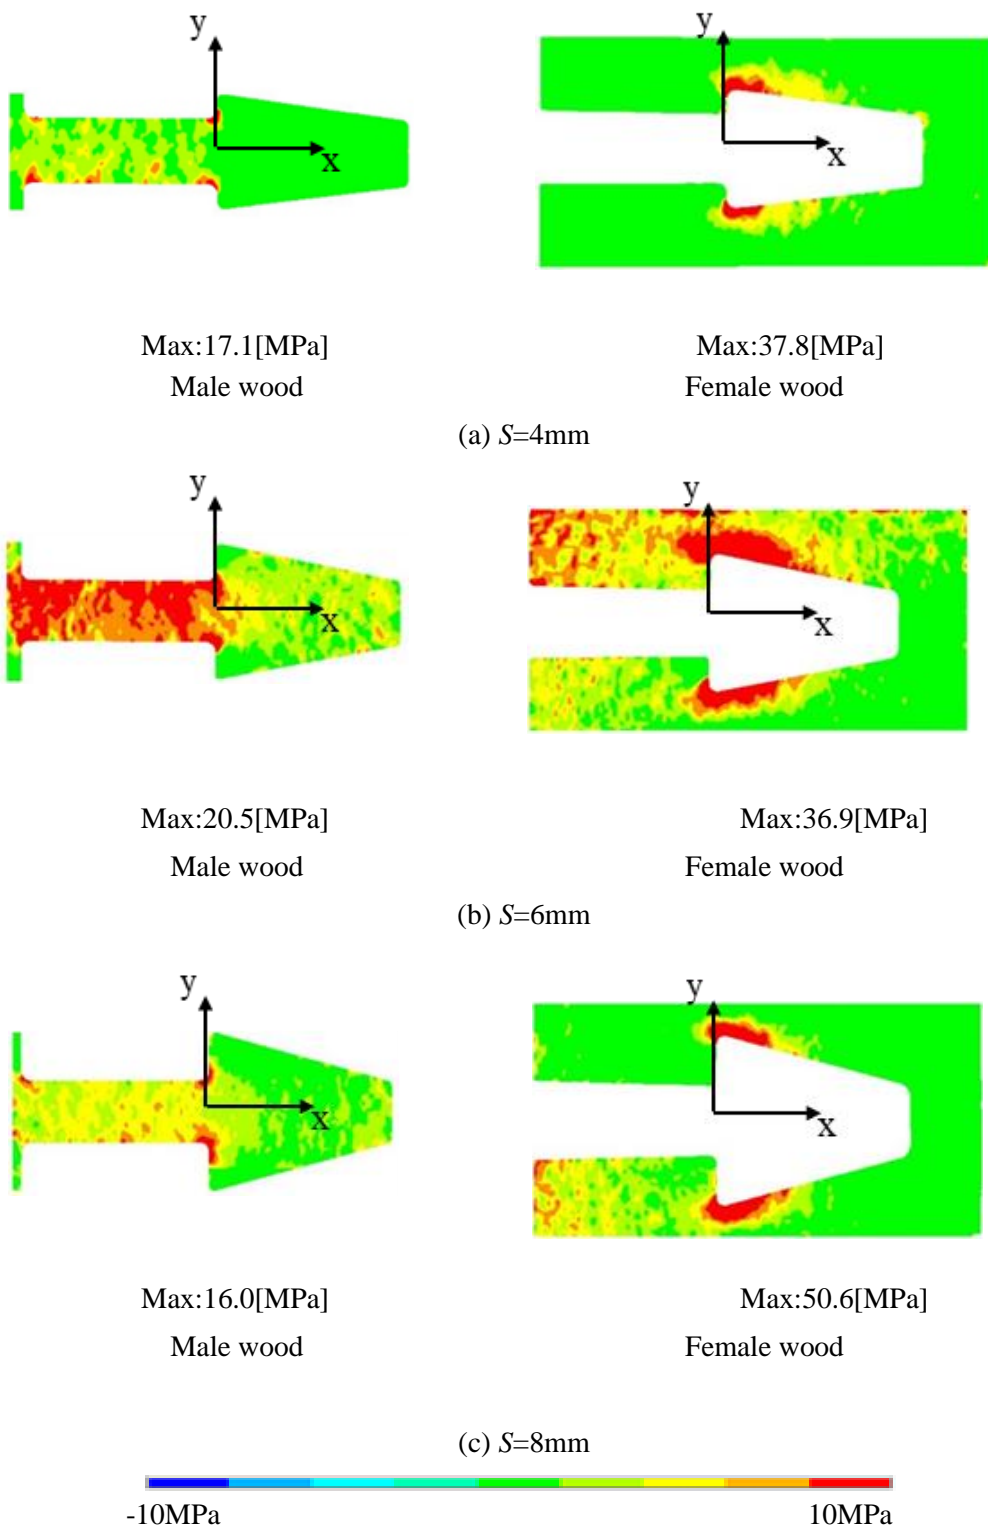 y y
x x
Max:17.1[MPa] Max:37.8[MPa]
Male wood Female wood
(a) S=4mm
y y
x x
Max:20.5[MPa] Max:36.9[MPa]
Male wood Female wood
(b) S=6mm
y y
x x
Max:16.0[MPa] Max:50.6[MPa]
Male wood Female wood
(c) S=8mm
-10MPa 10MPa